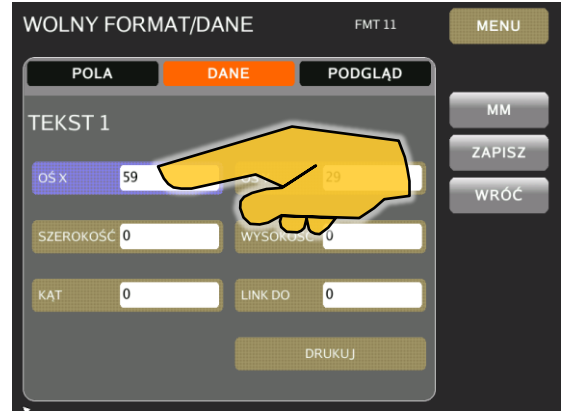 WOLNY FORMAT/DANE FMT 11 MENU
POLA DANE PODGLĄD
MM
TEKST 1
ZAPISZ
OŚ X 59 29
WRÓĆ
SZEROKOŚĆ 0 WYSOKOŚĆ 0
KĄT 0 LINK DO 0
DRUKUJ